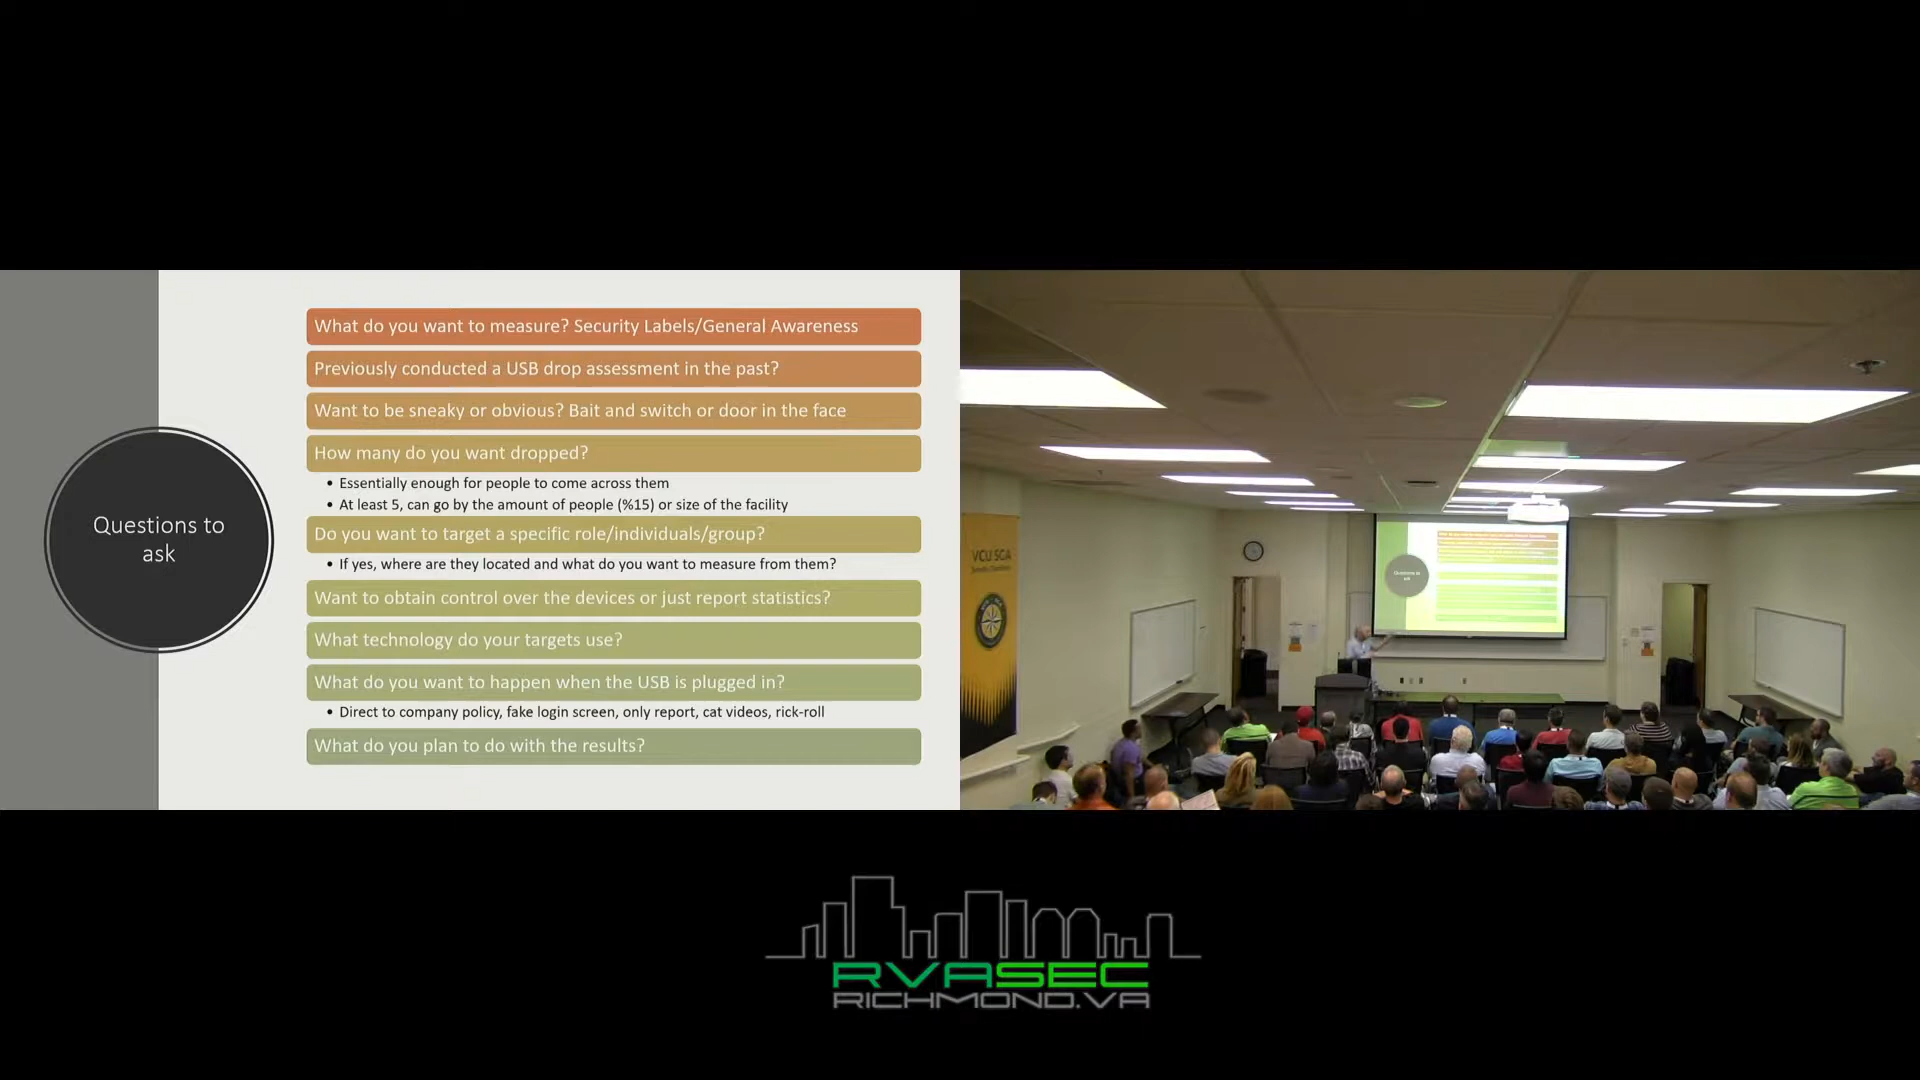 What do you want to measure? Security Labels/General Awareness
Previously conducted a USB drop assessment in the past?
Want to be sneaky or obvious? Bait and switch or door in the face
How many do you want dropped?
• Essentially enough for people to come across them
• At least 5, can go by the amount of people (%15) or size of the facility
Questions to
ask
Do you want to target a specific role/individuals/group?
• If yes, where are they located and what do you want to measure from them?
Want to obtain control over the devices or just report statistics?
What technology do your targets use?
What do you want to happen when the USB is plugged in?
• Direct to company policy, fake login screen, only report, cat videos, rick-roll
What do you plan to do with the results?
VCU SGA
Questions to
ask
RVASEC
RICHMOND.VA